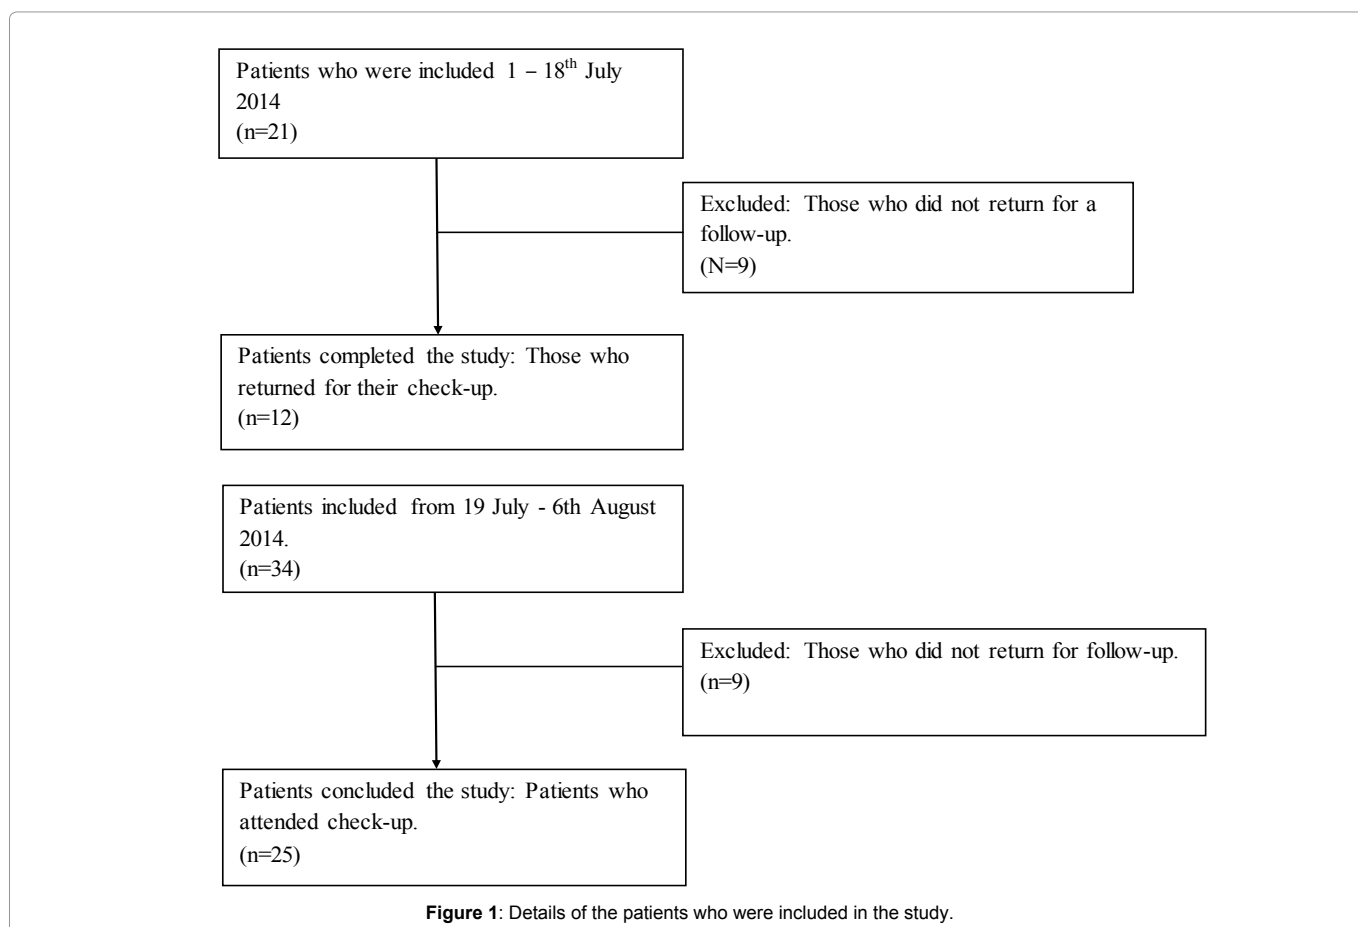 Patients who were included 1 – 18th July
2014
(n=21)
Excluded: Those who did not return for a
follow-up.
(N=9)
Patients completed the study: Those who
returned for their check-up.
(n=12)
Patients included from 19 July - 6th August
2014.
(n=34)
Excluded: Those who did not return for follow-up.
(n=9)
Patients concluded the study: Patients who
attended check-up.
(n=25)
Figure 1: Details of the patients who were included in the study.